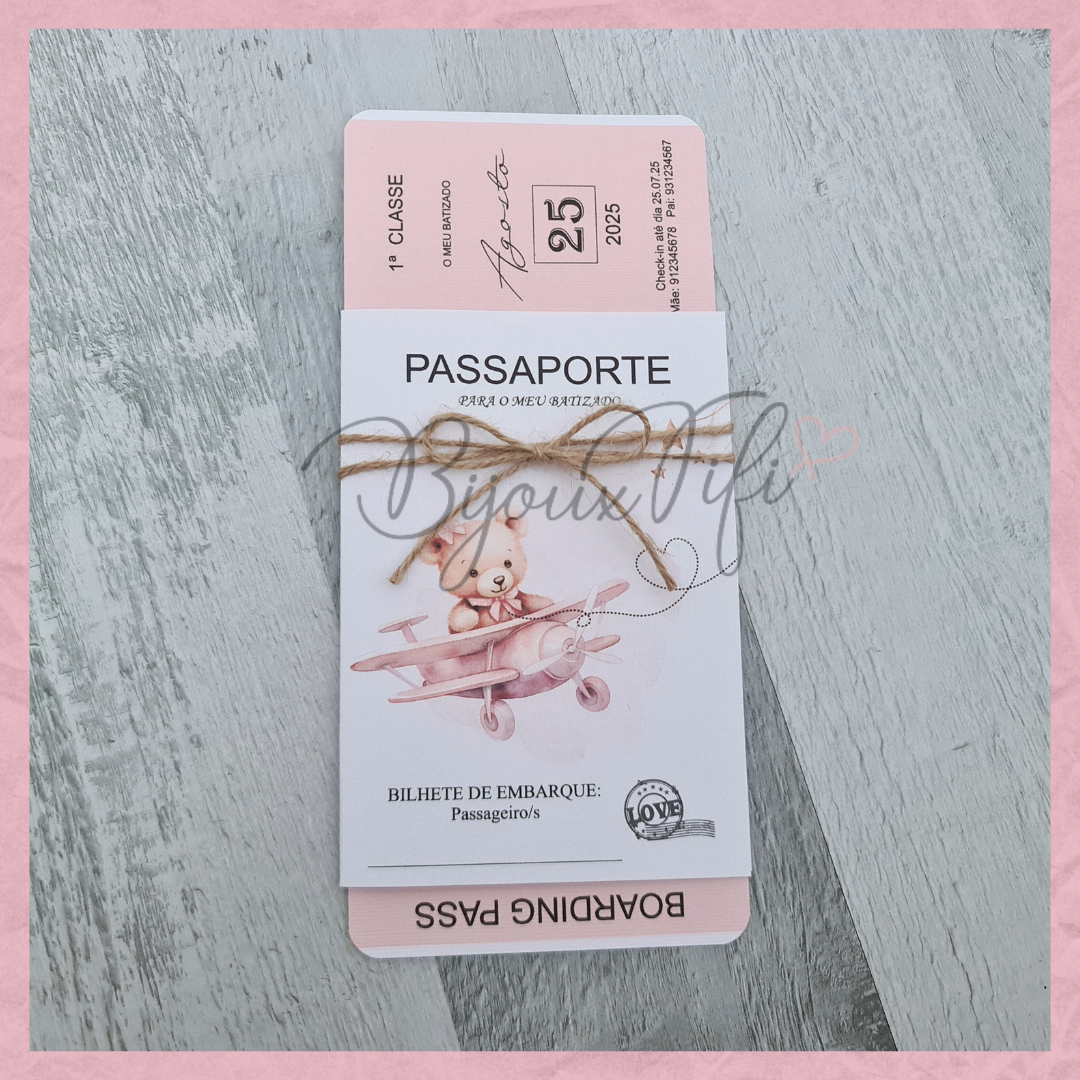 1ª CLASSE
O MEU BATIZADO
Agosto
25
2025
Check-in até dia 25.07.25
Mãe: 912345678 Pai: 931234567
PASSAPORTE
PARA O MEU BATIZADO
BijouxVifi
BILHETE DE EMBARQUE:
Passageiro/s
LOVE
BOARDING PASS